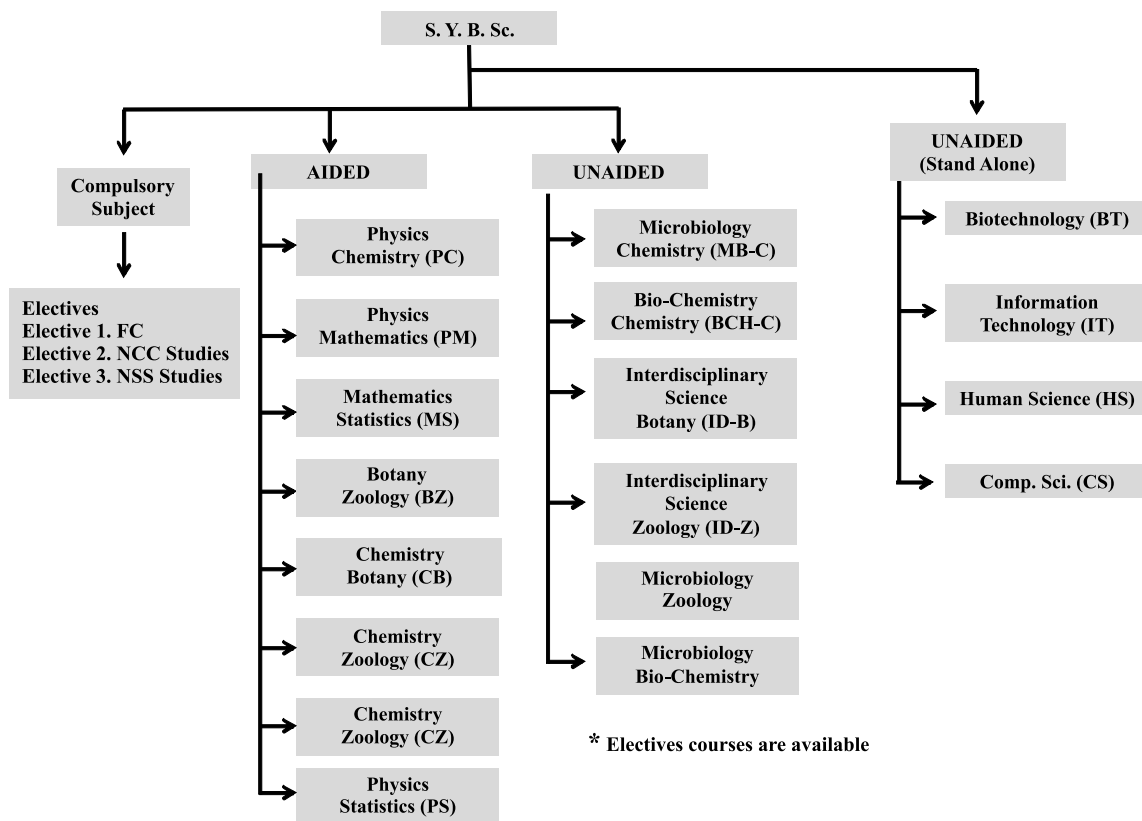 S. Y. B. Sc.
Compulsory
Subject
Electives
Elective 1. FC
Elective 2. NCC Studies
Elective 3. NSS Studies
AIDED
Physics
Chemistry (PC)
Physics
Mathematics (PM)
Mathematics
Statistics (MS)
Botany
Zoology (BZ)
Chemistry
Botany (CB)
Chemistry
Zoology (CZ)
Chemistry
Zoology (CZ)
Physics
Statistics (PS)
UNAIDED
Microbiology
Chemistry (MB-C)
Bio-Chemistry
Chemistry (BCH-C)
Interdisciplinary
Science
Botany (ID-B)
Interdisciplinary
Science
Zoology (ID-Z)
Microbiology
Zoology
Microbiology
Bio-Chemistry
* Electives courses are available
UNAIDED
(Stand Alone)
Biotechnology (BT)
Information
Technology (IT)
Human Science (HS)
Comp. Sci. (CS)